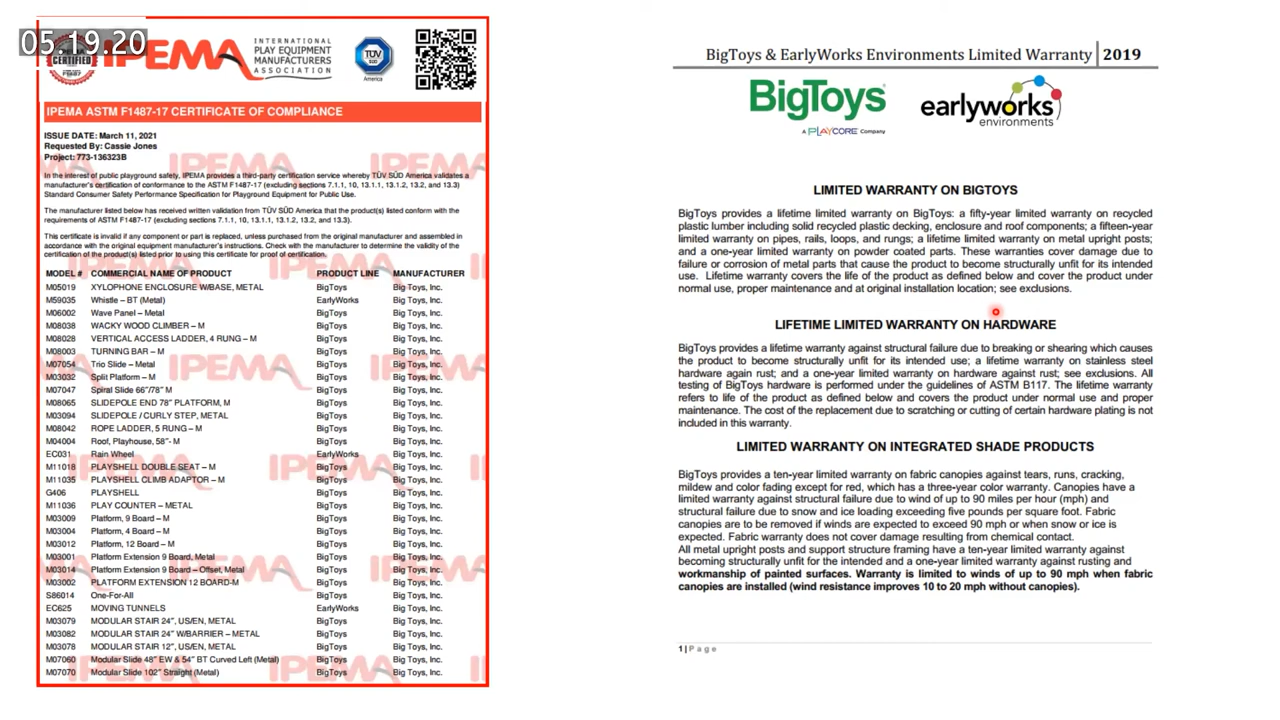 05.19.20
IPEMA
CERTIFIED
IPEMA
INTERNATIONAL
PLAY EQUIPMENT
MANUFACTURERS
ASSOCIATION
TÜV
SÜD
America
IPEMA ASTM F1487-17 CERTIFICATE OF COMPLIANCE
ISSUE DATE: March 11, 2021
Requested By: Cassie Jones
Project: 773-136323B
In the interest of public playground safety, IPEMA provides a third-party certification service whereby TÜV SÜD America validates a
manufacturer's certification of conformance to the ASTM F1487-17 (excluding sections 7.1.1, 10, 13.1.1, 13.1.2, 13.2, and 13.3)
Standard Consumer Safety Performance Specification for Playground Equipment for Public Use.
The manufacturer listed below has received written validation from TÜV SÜD America that the product(s) listed conform with the
requirements of ASTM F1487-17 (excluding sections 7.1.1, 10, 13.1.1, 13.1.2, 13.2, and 13.3).
This certificate is invalid if any component or part is replaced, unless purchased from the original manufacturer and assembled in
accordance with the original equipment manufacturer's instructions. Check with the manufacturer to determine the validity of the
certification of the product(s) listed prior to using this certificate for proof of certification.
MODEL # COMMERCIAL NAME OF PRODUCT PRODUCT LINE MANUFACTURER
M05019 XYLOPHONE ENCLOSURE W/BASE, METAL BigToys Big Toys, Inc.
M59035 Whistle – BT (Metal) EarlyWorks Big Toys, Inc.
M06002 Wave Panel – Metal BigToys Big Toys, Inc.
M08038 WACKY WOOD CLIMBER – M BigToys Big Toys, Inc.
M08028 VERTICAL ACCESS LADDER, 4 RUNG – M BigToys Big Toys, Inc.
M08003 TURNING BAR – M BigToys Big Toys, Inc.
M07054 Trio Slide – Metal BigToys Big Toys, Inc.
M03032 Split Platform – M BigToys Big Toys, Inc.
M07047 Spiral Slide 66"/78" M BigToys Big Toys, Inc.
M08065 SLIDEPOLE END 78" PLATFORM, M BigToys Big Toys, Inc.
M03094 SLIDEPOLE / CURLY STEP, METAL BigToys Big Toys, Inc.
M08042 ROPE LADDER, 5 RUNG – M BigToys Big Toys, Inc.
M04004 Roof, Playhouse, 58"- M BigToys Big Toys, Inc.
EC031 Rain Wheel EarlyWorks Big Toys, Inc.
M11018 PLAYSHELL DOUBLE SEAT – M BigToys Big Toys, Inc.
M11035 PLAYSHELL CLIMB ADAPTOR – M BigToys Big Toys, Inc.
G406 PLAYSHELL BigToys Big Toys, Inc.
M11036 PLAY COUNTER – METAL BigToys Big Toys, Inc.
M03009 Platform, 9 Board – M BigToys Big Toys, Inc.
M03004 Platform, 4 Board – M BigToys Big Toys, Inc.
M03012 Platform, 12 Board – M BigToys Big Toys, Inc.
M03001 Platform Extension 9 Board, Metal BigToys Big Toys, Inc.
M03014 Platform Extension 9 Board – Offset, Metal BigToys Big Toys, Inc.
M03002 PLATFORM EXTENSION 12 BOARD-M BigToys Big Toys, Inc.
S86014 One-For-All BigToys Big Toys, Inc.
EC625 MOVING TUNNELS EarlyWorks Big Toys, Inc.
M03079 MODULAR STAIR 24", US/EN, METAL BigToys Big Toys, Inc.
M03082 MODULAR STAIR 24" W/BARRIER – METAL BigToys Big Toys, Inc.
M03078 MODULAR STAIR 12", US/EN, METAL BigToys Big Toys, Inc.
M07060 Modular Slide 48" EW & 54" BT Curved Left (Metal) BigToys Big Toys, Inc.
M07070 Modular Slide 102" Straight (Metal) BigToys Big Toys, Inc.
BigToys & EarlyWorks Environments Limited Warranty 2019
BigToys
A PLAYCORE Company
earlyworks
environments
LIMITED WARRANTY ON BIGTOYS
BigToys provides a lifetime limited warranty on BigToys: a fifty-year limited warranty on recycled
plastic lumber including solid recycled plastic decking, enclosure and roof components; a fifteen-year
limited warranty on pipes, rails, loops, and rungs; a lifetime limited warranty on metal upright posts;
and a one-year limited warranty on powder coated parts. These warranties cover damage due to
failure or corrosion of metal parts that cause the product to become structurally unfit for its intended
use. Lifetime warranty covers the life of the product as defined below and cover the product under
normal use, proper maintenance and at original installation location; see exclusions.
LIFETIME LIMITED WARRANTY ON HARDWARE
BigToys provides a lifetime warranty against structural failure due to breaking or shearing which causes
the product to become structurally unfit for its intended use; a lifetime warranty on stainless steel
hardware again rust; and a one-year limited warranty on hardware against rust; see exclusions. All
testing of BigToys hardware is performed under the guidelines of ASTM B117. The lifetime warranty
refers to life of the product as defined below and covers the product under normal use and proper
maintenance. The cost of the replacement due to scratching or cutting of certain hardware plating is not
included in this warranty.
LIMITED WARRANTY ON INTEGRATED SHADE PRODUCTS
BigToys provides a ten-year limited warranty on fabric canopies against tears, runs, cracking,
mildew and color fading except for red, which has a three-year color warranty. Canopies have a
limited warranty against structural failure due to wind of up to 90 miles per hour (mph) and
structural failure due to snow and ice loading exceeding five pounds per square foot. Fabric
canopies are to be removed if winds are expected to exceed 90 mph or when snow or ice is
expected. Fabric warranty does not cover damage resulting from chemical contact.
All metal upright posts and support structure framing have a ten-year limited warranty against
becoming structurally unfit for the intended and a one-year limited warranty against rusting and
workmanship of painted surfaces. Warranty is limited to winds of up to 90 mph when fabric
canopies are installed (wind resistance improves 10 to 20 mph without canopies).
1 | Page